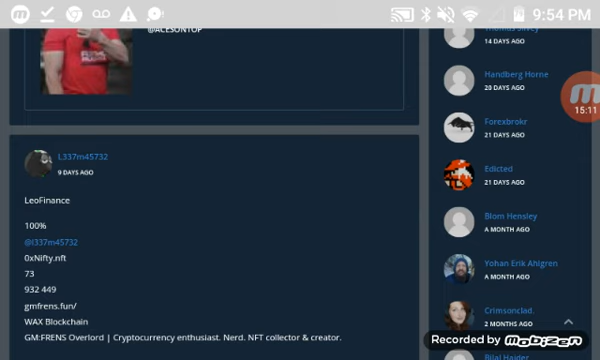 9:54 PM
@ACESONTOP
L337m45732
9 DAYS AGO
LeoFinance
100%
@l337m45732
0xNifty.nft
73
932 449
gmfrens.fun/
WAX Blockchain
GM:FRENS Overlord | Cryptocurrency enthusiast. Nerd. NFT collector & creator.
14 DAYS AGO
Handberg Horne
20 DAYS AGO
Forexbrokr
21 DAYS AGO
Edicted
21 DAYS AGO
Blom Hensley
A MONTH AGO
Yohan Erik Ahlgren
A MONTH AGO
Crimsonclad.
2 MONTHS AGO
Bilal Haider
15:11
Recorded by mobizen